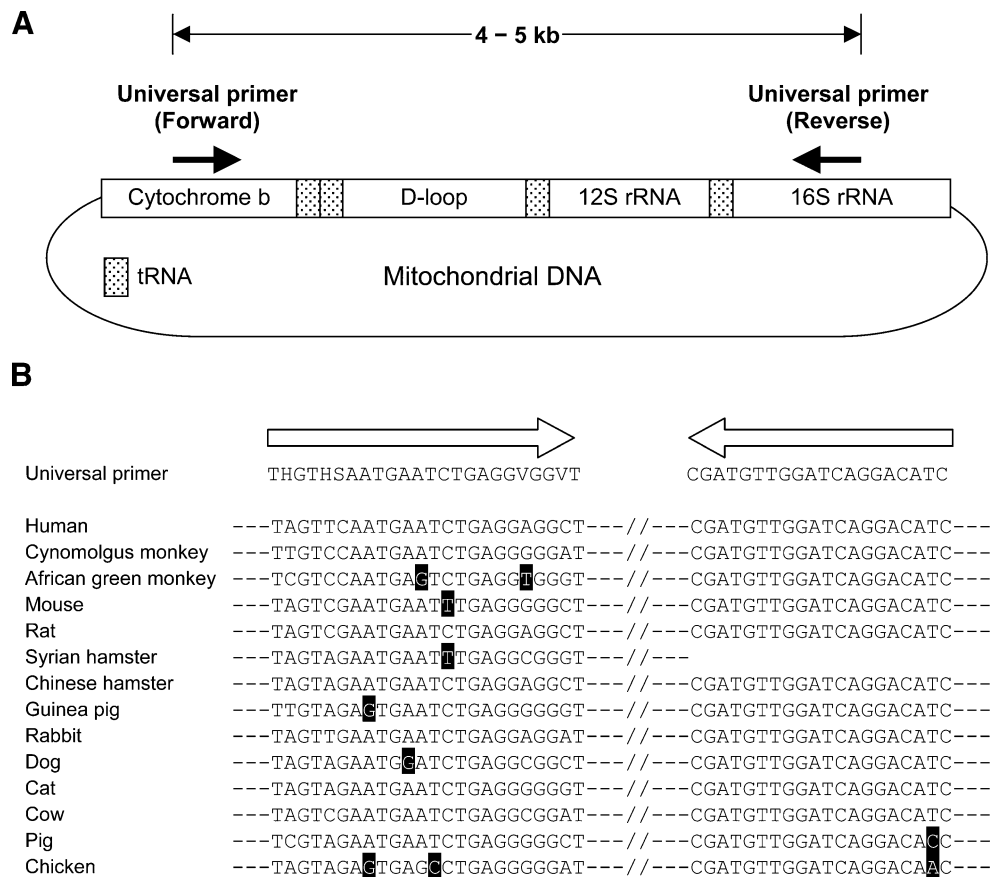 A
4 – 5 kb
Universal primer
(Forward)
Universal primer
(Reverse)
Cytochrome b D-loop 12S rRNA 16S rRNA
tRNA
Mitochondrial DNA
B
Universal primer THGTHSAATGAATCTGAGGVGGVT CGATGTTGGATCAGGACATC
Human ---TAGTTCAATGAATCTGAGGAGGCT---//---CGATGTTGGATCAGGACATC---
Cynomolgus monkey ---TTGTCCAATGAATCTGAGGGGGAT---//---CGATGTTGGATCAGGACATC---
African green monkey ---TCGTCCAATGAGTCTGAGGTGGGT---//---CGATGTTGGATCAGGACATC---
Mouse ---TAGTCGAATGAATTTGAGGGGGCT---//---CGATGTTGGATCAGGACATC---
Rat ---TAGTCGAATGAATCTGAGGAGGCT---//---CGATGTTGGATCAGGACATC---
Syrian hamster ---TAGTAGAATGAATTTGAGGCGGGT---//---
Chinese hamster ---TAGTAGAATGAATCTGAGGAGGCT---//---CGATGTTGGATCAGGACATC---
Guinea pig ---TTGTAGAGTGAATCTGAGGGGGGT---//---CGATGTTGGATCAGGACATC---
Rabbit ---TAGTTGAATGAATCTGAGGAGGAT---//---CGATGTTGGATCAGGACATC---
Dog ---TAGTAGAATGGATCTGAGGCGGCT---//---CGATGTTGGATCAGGACATC---
Cat ---TAGTAGAATGAATCTGAGGGGGGT---//---CGATGTTGGATCAGGACATC---
Cow ---TAGTCGAATGAATCTGAGGCGGAT---//---CGATGTTGGATCAGGACATC---
Pig ---TCGTAGAATGAATCTGAGGGGGCT---//---CGATGTTGGATCAGGACACC---
Chicken ---TAGTAGAGTGAGCCTGAGGGGGAT---//---CGATGTTGGATCAGGACAAC---